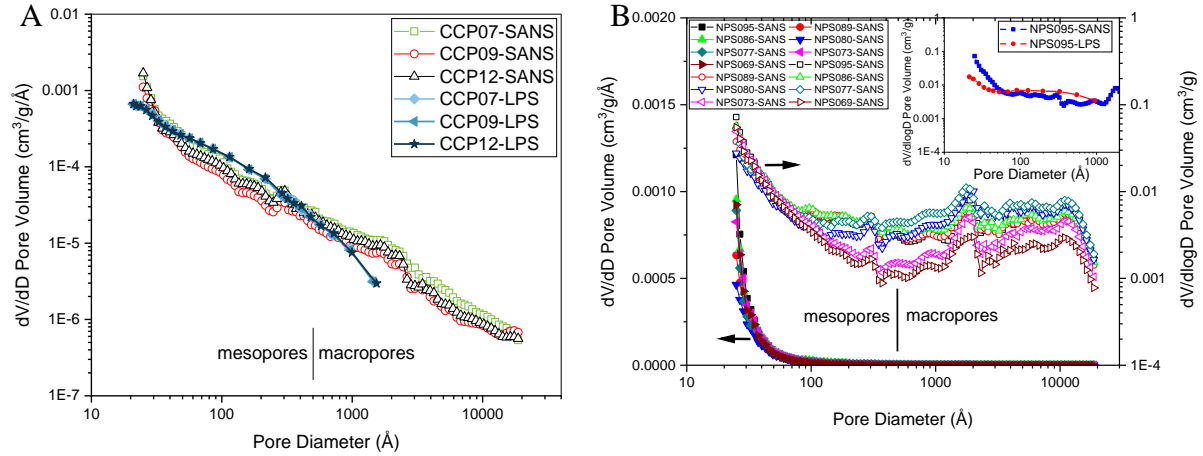 A
CCP07-SANS
CCP09-SANS
CCP12-SANS
CCP07-LPS
CCP09-LPS
CCP12-LPS
0.01
0.001
1E-4
1E-5
1E-6
1E-7
dV/dD Pore Volume (cm³/g/Å)
mesopores
macropores
10
100
1000
10000
Pore Diameter (Å)
B
NPS095-SANS NPS089-SANS
NPS086-SANS NPS080-SANS
NPS077-SANS NPS073-SANS
NPS069-SANS NPS095-SANS
NPS089-SANS NPS086-SANS
NPS080-SANS NPS077-SANS
NPS073-SANS NPS069-SANS
0.0020
0.0015
0.0010
0.0005
0.0000
dV/dD Pore Volume (cm³/g/Å)
mesopores
macropores
10
100
1000
10000
Pore Diameter (Å)
1
0.1
0.01
0.001
1E-4
dV/dlogD Pore Volume (cm³/g)
NPS095-SANS
NPS095-LPS
1
0.1
0.01
0.001
1E-4
dV/dlogD Pore Volume (cm³/g)
10
100
1000
Pore Diameter (Å)